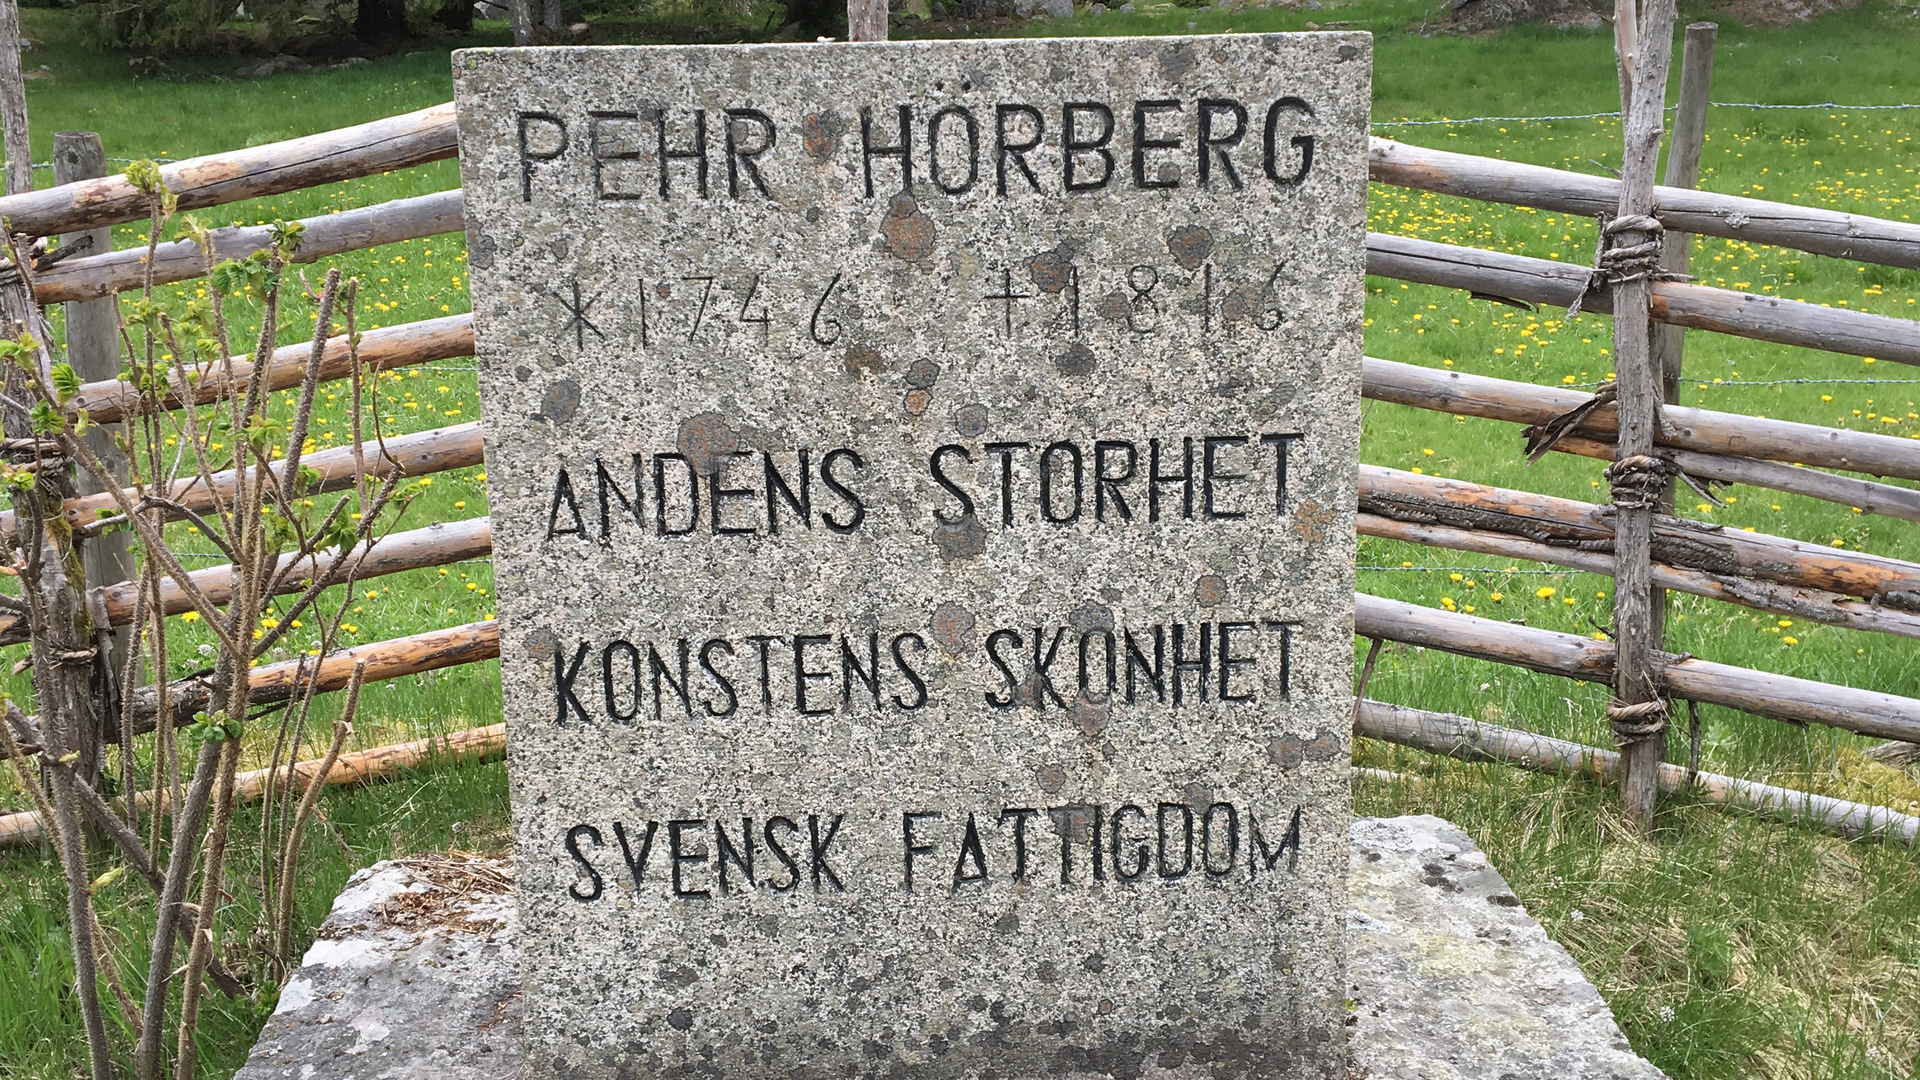 PEHR HÖRBERG
*1746 †1816
ANDENS STORHET
KONSTENS SKONHET
SVENSK FATTIGDOM